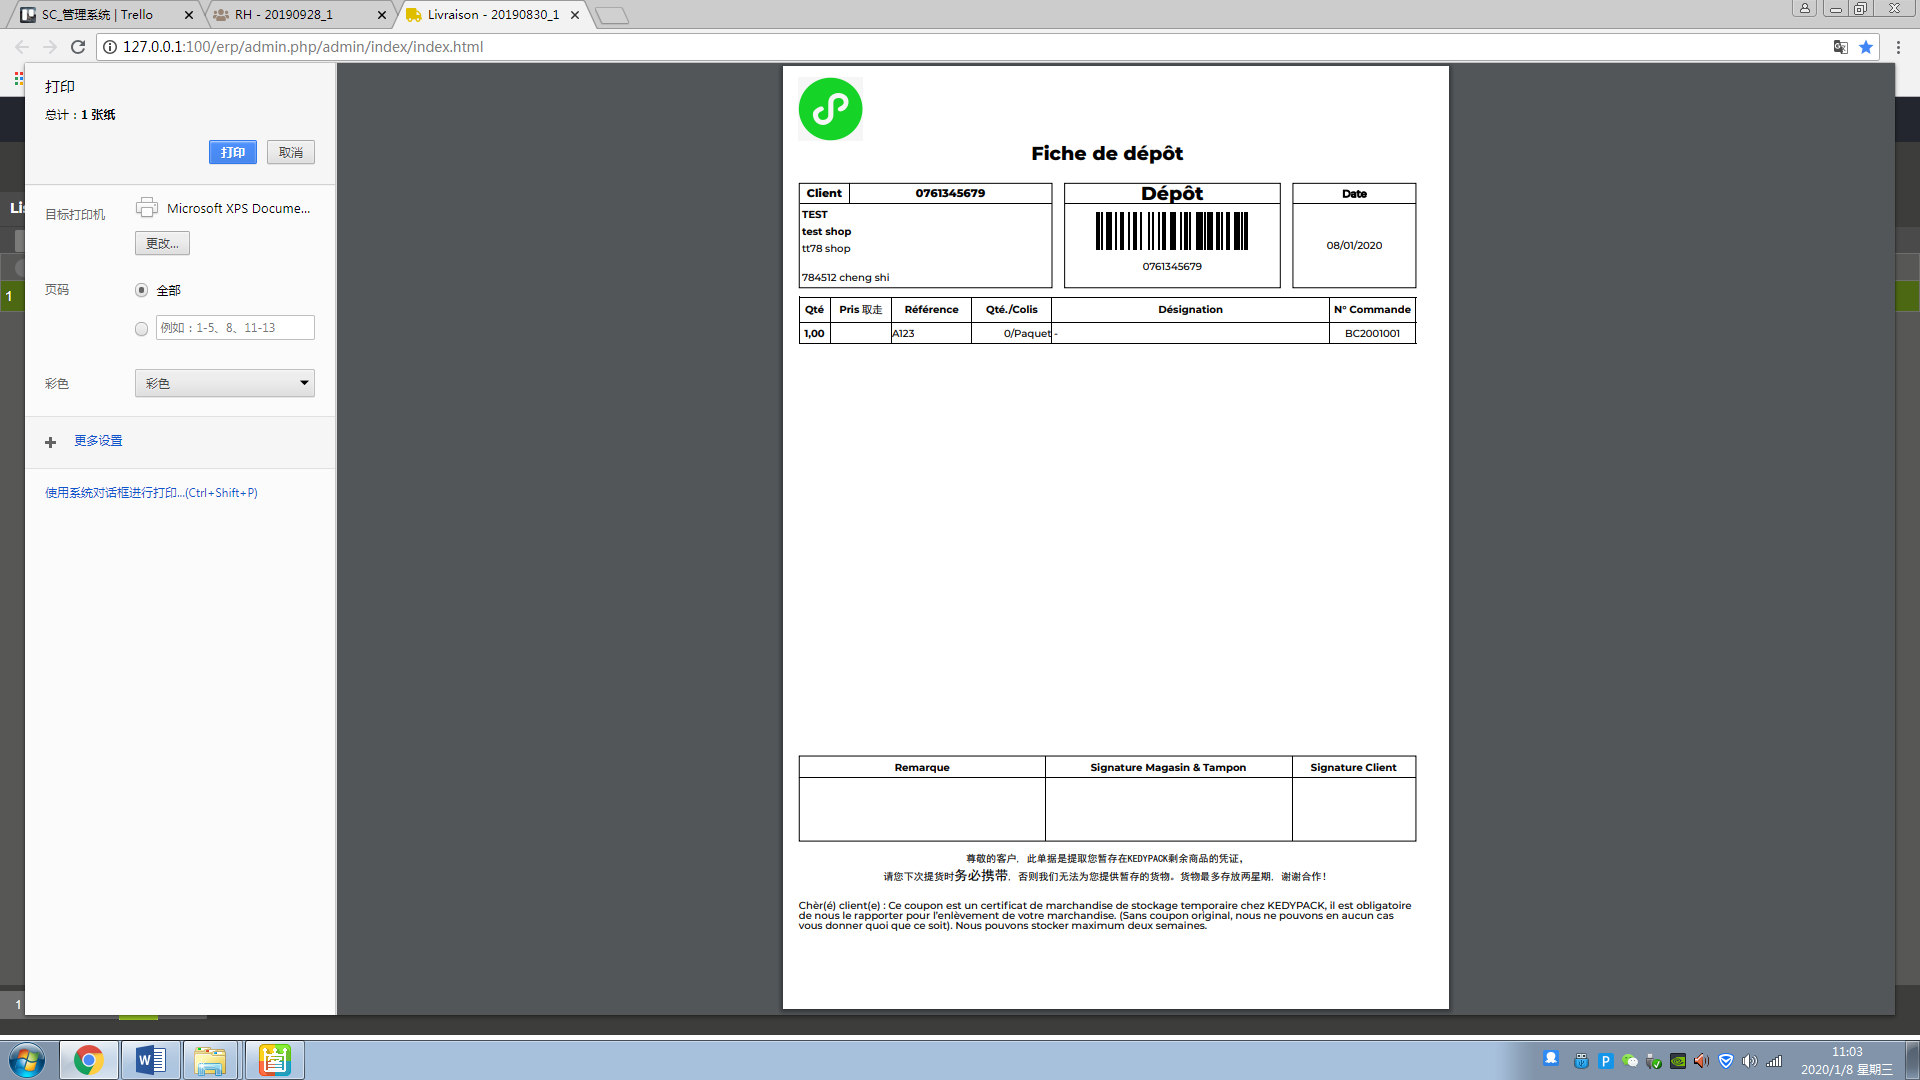 SC_管理系统 | Trello
RH - 20190928_1
Livraison - 20190830_1
127.0.0.1:100/erp/admin.php/admin/index/index.html
打印
总计：1 张纸
打印
取消
目标打印机
Microsoft XPS Docume...
更改...
页码
全部
例如：1-5、8、11-13
彩色
彩色
更多设置
使用系统对话框进行打印...(Ctrl+Shift+P)
1
1
Fiche de dépôt
Client 0761345679
TEST
test shop
tt78 shop
784512 cheng shi
Dépôt
0761345679
Date
08/01/2020
Qté Pris 取走 Référence Qté./Colis Désignation N° Commande
1,00 A123 0/Paquet - BC2001001
Remarque Signature Magasin & Tampon Signature Client
尊敬的客户，此单据是提取您暂存在KEDYPACK剩余商品的凭证，
请您下次提货时务必携带，否则我们无法为您提供暂存的货物。货物最多存放两星期，谢谢合作！
Chèr(é) client(e) : Ce coupon est un certificat de marchandise de stockage temporaire chez KEDYPACK, il est obligatoire
de nous le rapporter pour l'enlèvement de votre marchandise. (Sans coupon original, nous ne pouvons en aucun cas
vous donner quoi que ce soit). Nous pouvons stocker maximum deux semaines.
11:03
2020/1/8 星期三